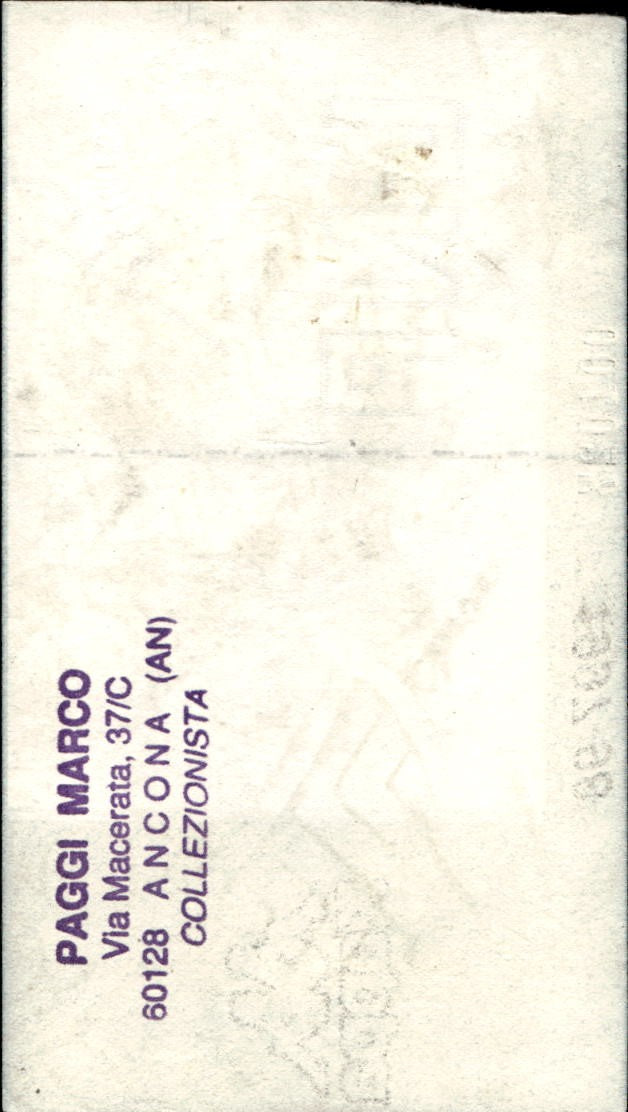 PAGGI MARCO
Via Macerata, 37/C
60128 ANCONA (AN)
COLLEZIONISTA